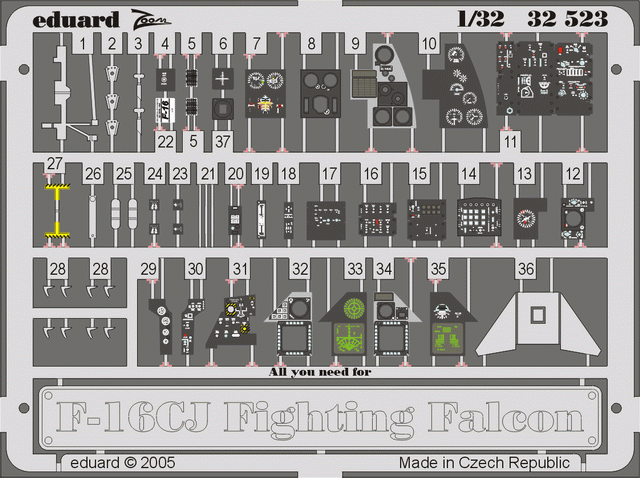 eduard Zoom 1/32 32 523
1 2 3 4 5 6 7 8 9 10
F-16
22 5 37 11
27 26 25 24 23 21 20 19 18 17 16 15 14 13 12
28 28 29 30 31 32 33 34 35 36
All you need for
F-16CJ Fighting Falcon
eduard © 2005 Made in Czech Republic